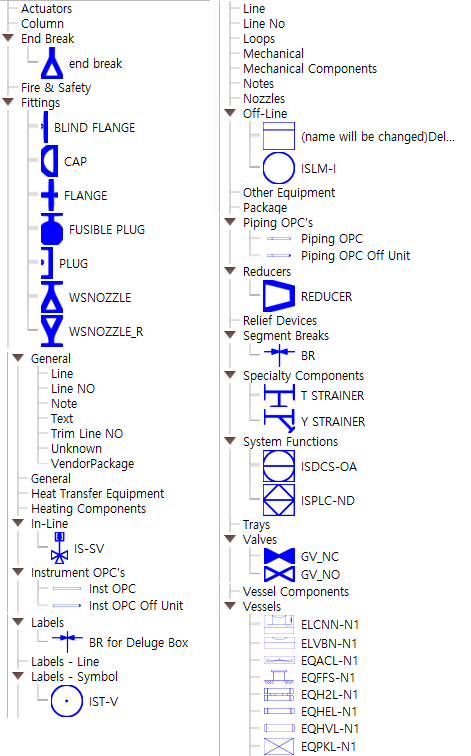 Actuators
Column
End Break
end break
Fire & Safety
Fittings
BLIND FLANGE
CAP
FLANGE
FUSIBLE PLUG
PLUG
WSNOZZLE
WSNOZZLE_R
General
Line
Line NO
Note
Text
Trim Line NO
Unknown
VendorPackage
General
Heat Transfer Equipment
Heating Components
In-Line
IS-SV
Instrument OPC's
Inst OPC
Inst OPC Off Unit
Labels
BR for Deluge Box
Labels - Line
Labels - Symbol
IST-V
Line
Line No
Loops
Mechanical
Mechanical Components
Notes
Nozzles
Off-Line
(name will be changed)Del...
ISLM-I
Other Equipment
Package
Piping OPC's
Piping OPC
Piping OPC Off Unit
Reducers
REDUCER
Relief Devices
Segment Breaks
BR
Specialty Components
T STRAINER
Y STRAINER
System Functions
ISDCS-OA
ISPLC-ND
Trays
Valves
GV_NC
GV_NO
Vessel Components
Vessels
ELCNN-N1
ELVBN-N1
EQACL-N1
EQFFS-N1
EQH2L-N1
EQHEL-N1
EQHVL-N1
EQPKL-N1